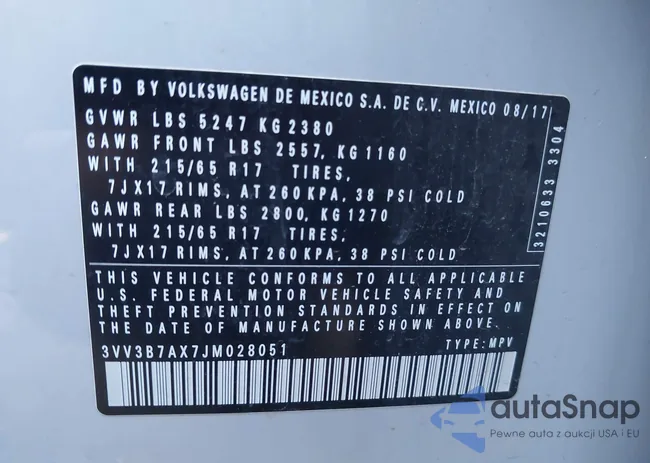 MFD BY VOLKSWAGEN DE MEXICO S.A. DE C.V. MEXICO 08/17
GVWR LBS 5247 KG 2380
GAWR FRONT LBS 2557, KG 1160
WITH 215/65 R17 TIRES,
7JX17 RIMS, AT 260 KPA, 38 PSI COLD
GAWR REAR LBS 2800, KG 1270
WITH 215/65 R17 TIRES,
7JX17 RIMS, AT 260 KPA, 38 PSI COLD
THIS VEHICLE CONFORMS TO ALL APPLICABLE
U.S. FEDERAL MOTOR VEHICLE SAFETY AND
THEFT PREVENTION STANDARDS IN EFFECT ON
THE DATE OF MANUFACTURE SHOWN ABOVE.
3VV3B7AX7JM028051 TYPE: MPV
3210633 3304
autaSnap
Pewne auta z aukcji USA i EU